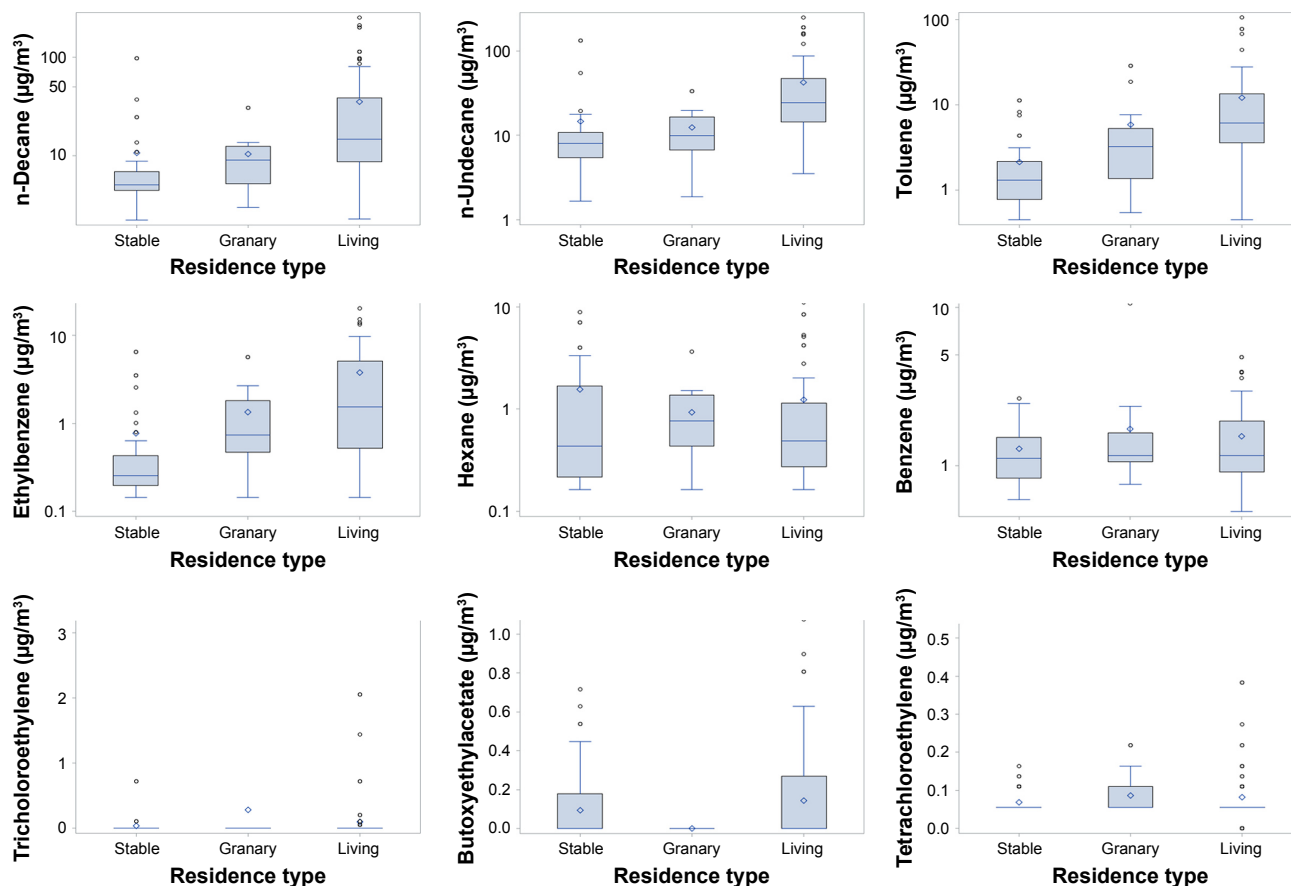 n-Decane (µg/m³)
100
50
10
Stable Granary Living
Residence type
n-Undecane (µg/m³)
100
10
1
Stable Granary Living
Residence type
Toluene (µg/m³)
100
10
1
Stable Granary Living
Residence type
Ethylbenzene (µg/m³)
10
1
0.1
Stable Granary Living
Residence type
Hexane (µg/m³)
10
1
0.1
Stable Granary Living
Residence type
Benzene (µg/m³)
10
5
1
Stable Granary Living
Residence type
Tricholoroethylene (µg/m³)
3
2
1
0
Stable Granary Living
Residence type
Butoxyethylacetate (µg/m³)
1.0
0.8
0.6
0.4
0.2
0.0
Stable Granary Living
Residence type
Tetrachloroethylene (µg/m³)
0.5
0.4
0.3
0.2
0.1
0.0
Stable Granary Living
Residence type